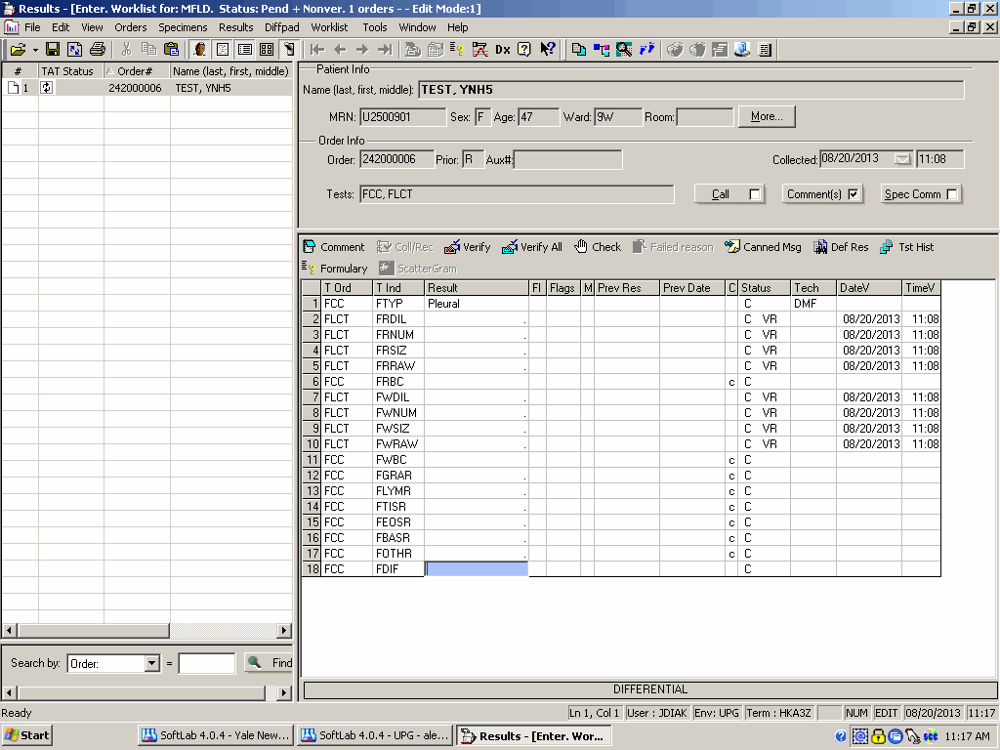 Results - [Enter. Worklist for: MFLD. Status: Pend + Nonver. 1 orders - - Edit Mode:1]
File Edit View Orders Specimens Results Diffpad Worklist Tools Window Help
Dx
# TAT Status Order# Name (last, first, middle)
1 242000006 TEST, YNH5
Patient Info
Name (last, first, middle): TEST, YNH5
MRN: U2500901 Sex: F Age: 47 Ward: 9W Room: More...
Order Info
Order: 242000006 Prior: R Aux#: Collected: 08/20/2013 11:08
Tests: FCC, FLCT Call Comment(s) Spec Comm
Comment Coll/Rec Verify Verify All Check Failed reason Canned Msg Def Res Tst Hist
Formulary ScatterGram
T Ord T Ind Result Fl Flags M Prev Res Prev Date C Status Tech DateV TimeV
1 FCC FTYP Pleural C DMF
2 FLCT FRDIL . C VR 08/20/2013 11:08
3 FLCT FRNUM . C VR 08/20/2013 11:08
4 FLCT FRSIZ . C VR 08/20/2013 11:08
5 FLCT FRRAW . C VR 08/20/2013 11:08
6 FCC FRBC c C
7 FLCT FWDIL . C VR 08/20/2013 11:08
8 FLCT FWNUM . C VR 08/20/2013 11:08
9 FLCT FWSIZ . C VR 08/20/2013 11:08
10 FLCT FWRAW . C VR 08/20/2013 11:08
11 FCC FWBC c C
12 FCC FGRAR . c C
13 FCC FLYMR . c C
14 FCC FTISR . c C
15 FCC FEOSR . c C
16 FCC FBASR . c C
17 FCC FOTHR . c C
18 FCC FDIF C
Search by: Order: = Find
DIFFERENTIAL
Ready Ln 1, Col 1 User : JDIAK Env: UPG Term : HKA3Z NUM EDIT 08/20/2013 11:17
Start SoftLab 4.0.4 - Yale New... SoftLab 4.0.4 - UPG - ale... Results - [Enter. Wor... scc 11:17 AM